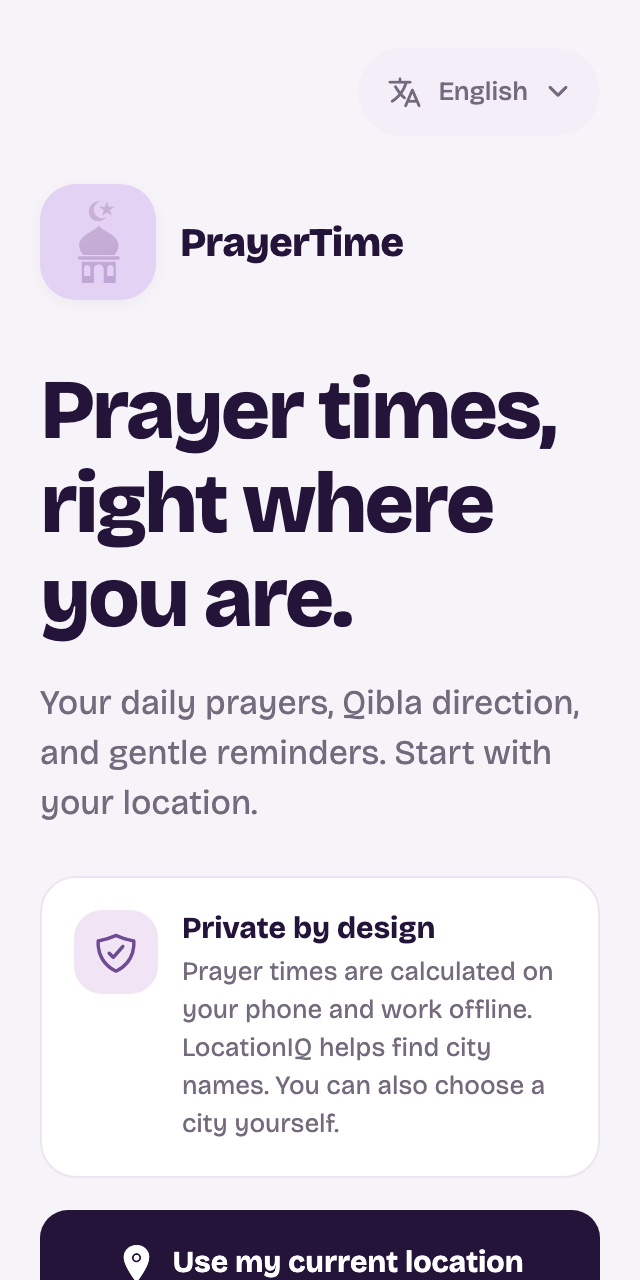 English
PrayerTime
Prayer times,
right where
you are.
Your daily prayers, Qibla direction,
and gentle reminders. Start with
your location.
Private by design
Prayer times are calculated on
your phone and work offline.
LocationIQ helps find city
names. You can also choose a
city yourself.
Use my current location